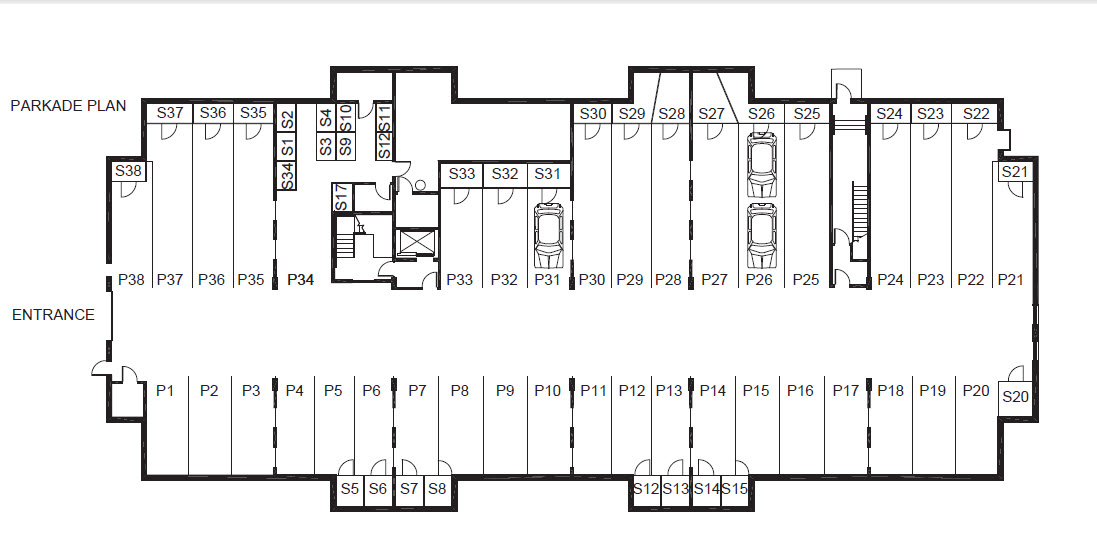 PARKADE PLAN
S37 S36 S35 S2 S4 S10 S11 S30 S29 S28 S27 S26 S25 S24 S23 S22
S1 S3 S9 S12
S38 S34 S33 S32 S31 S21
S17
P38 P37 P36 P35 P34 P33 P32 P31 P30 P29 P28 P27 P26 P25 P24 P23 P22 P21
ENTRANCE
P1 P2 P3 P4 P5 P6 P7 P8 P9 P10 P11 P12 P13 P14 P15 P16 P17 P18 P19 P20
S20
S5 S6 S7 S8 S12 S13 S14 S15